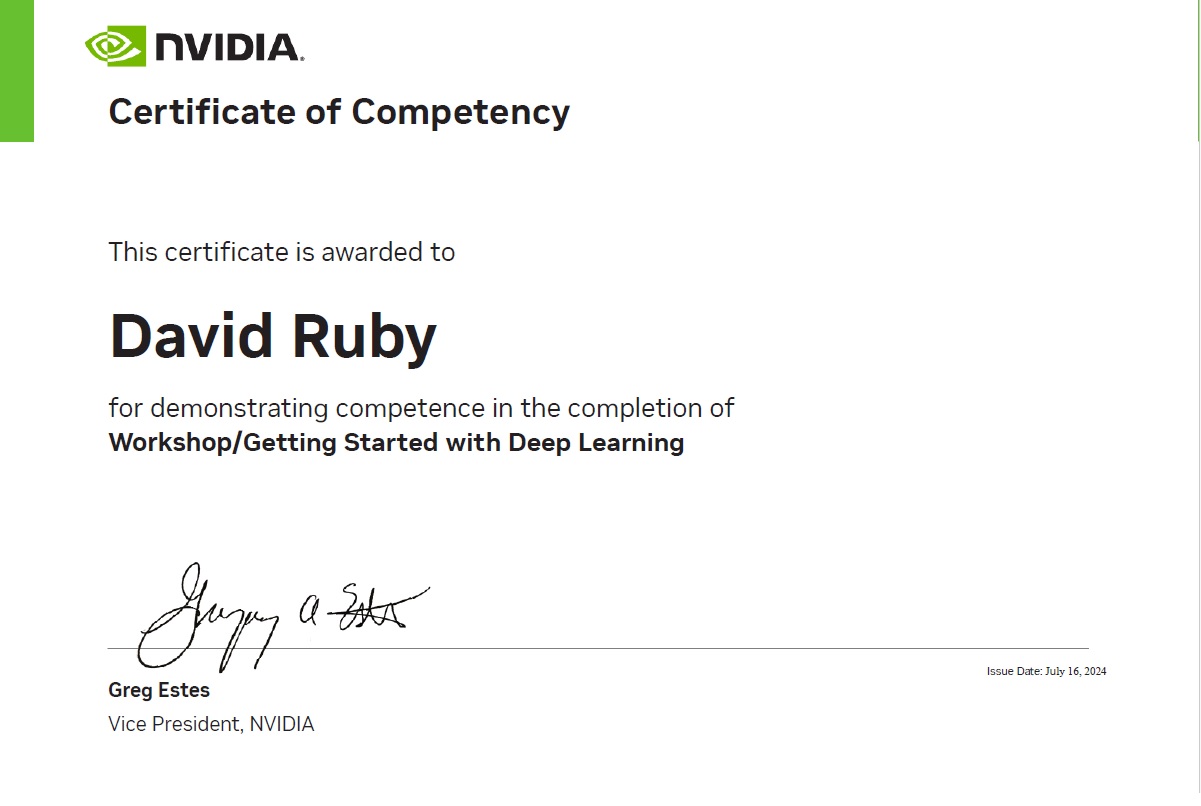 NVIDIA.
Certificate of Competency
This certificate is awarded to
David Ruby
for demonstrating competence in the completion of
Workshop/Getting Started with Deep Learning
Gregory A Estes
Issue Date: July 16, 2024
Greg Estes
Vice President, NVIDIA